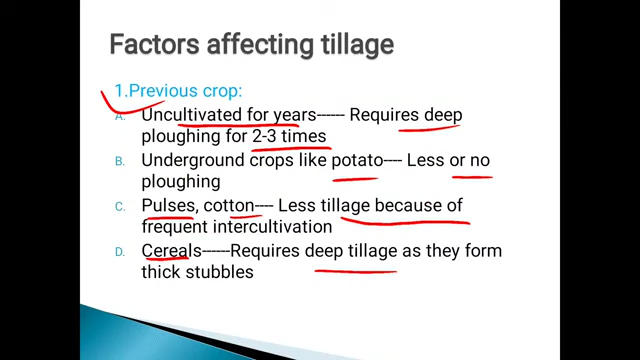 Factors affecting tillage
1.Previous crop:
A. Uncultivated for years------ Requires deep
ploughing for 2-3 times
B. Underground crops like potato---- Less or no
ploughing
C. Pulses, cotton---- Less tillage because of
frequent intercultivation
D. Cereals------Requires deep tillage as they form
thick stubbles